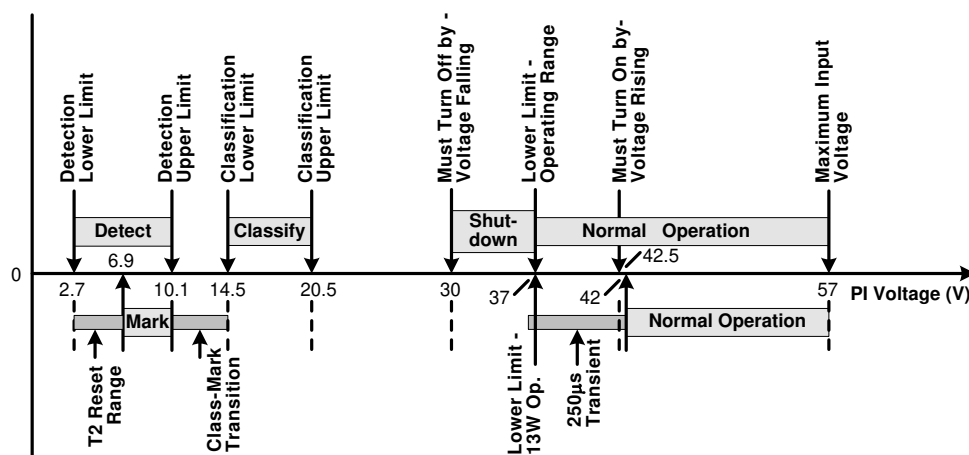 Detection
Lower Limit
Detection
Upper Limit
Classification
Lower Limit
Classification
Upper Limit
Must Turn Off by -
Voltage Falling
Lower Limit -
Operating Range
Must Turn On by-
Voltage Rising
Maximum Input
Voltage
Detect
Classify
Shut-
down
Normal Operation
6.9
42.5
0
2.7
10.1
14.5
20.5
30
37
42
57
PI Voltage (V)
Mark
Normal Operation
T2 Reset
Range
Class-Mark
Transition
Lower Limit -
13W Op.
250µs
Transient